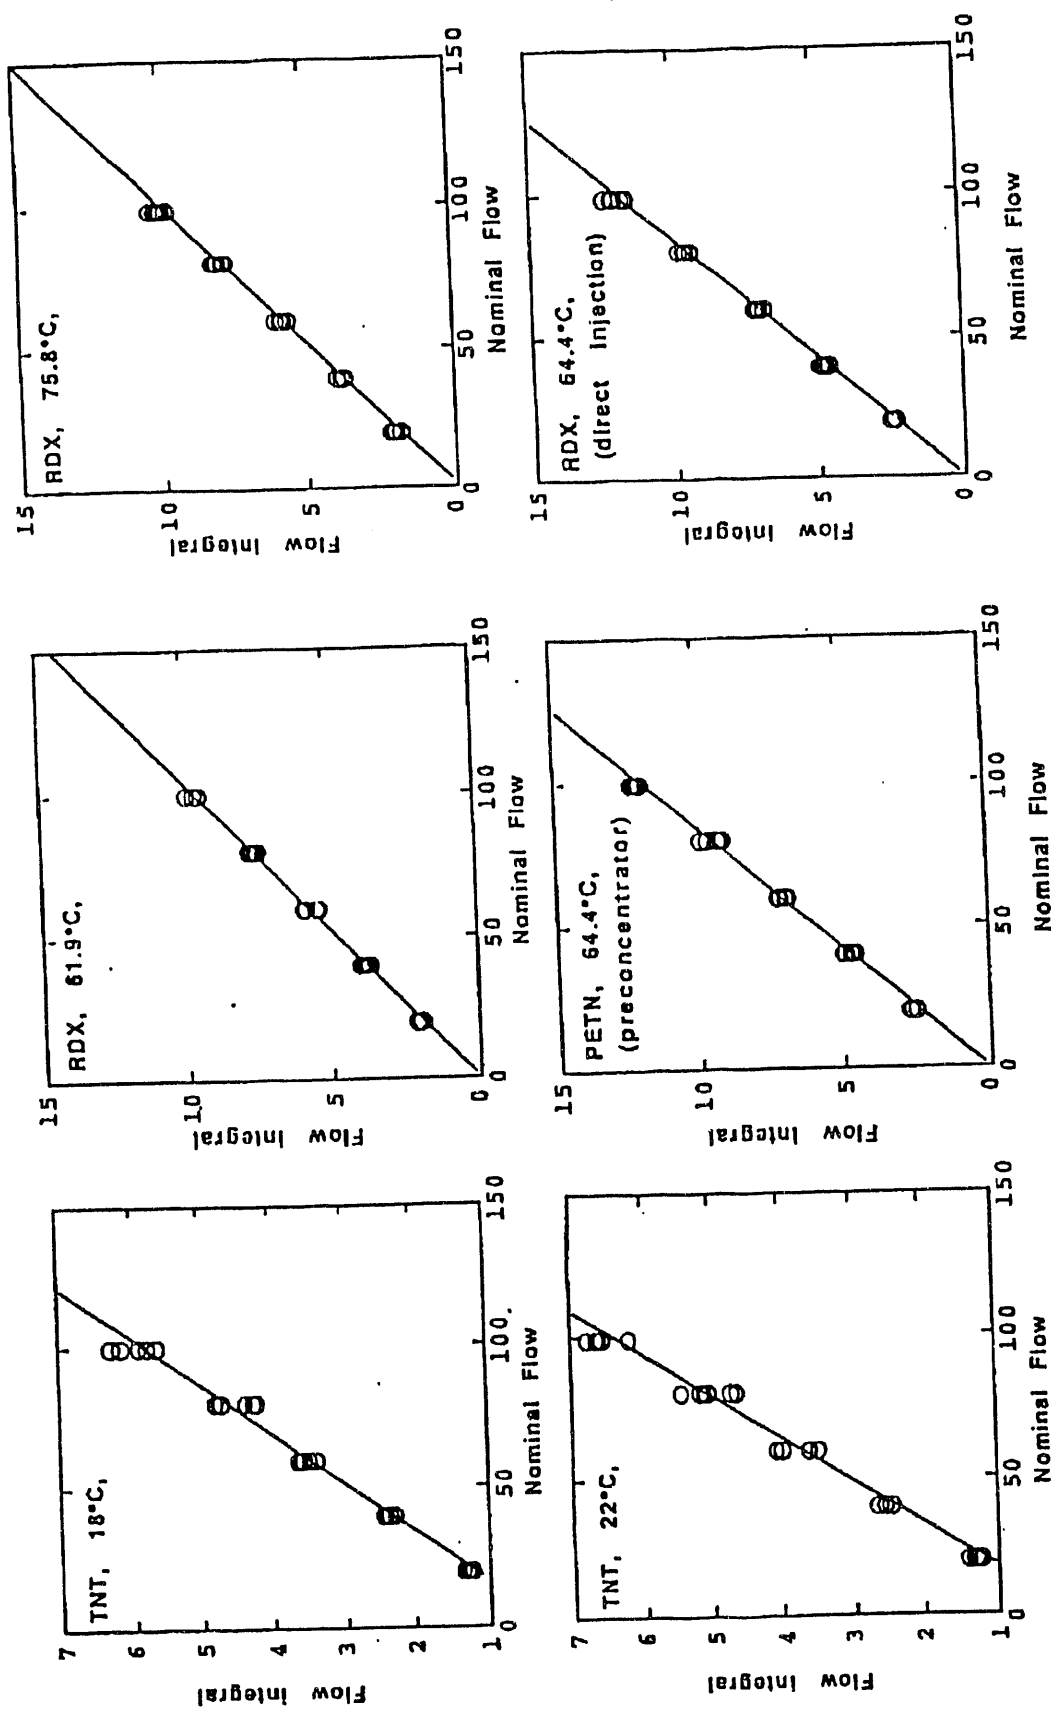 TNT, 18°C,
7
6
5
4
3
2
1
Flow Integral
0
50
100
150
Nominal Flow
RDX, 61.9°C,
15
10
5
0
Flow Integral
0
50
100
150
Nominal Flow
RDX, 75.8°C,
15
10
5
0
Flow Integral
0
50
100
150
Nominal Flow
TNT, 22°C,
7
6
5
4
3
2
1
Flow Integral
0
50
100
150
Nominal Flow
PETN, 64.4°C,
(preconcentrator)
15
10
5
0
Flow Integral
0
50
100
150
Nominal Flow
RDX, 64.4°C,
(direct Injection)
15
10
5
0
Flow Integral
0
50
100
150
Nominal Flow